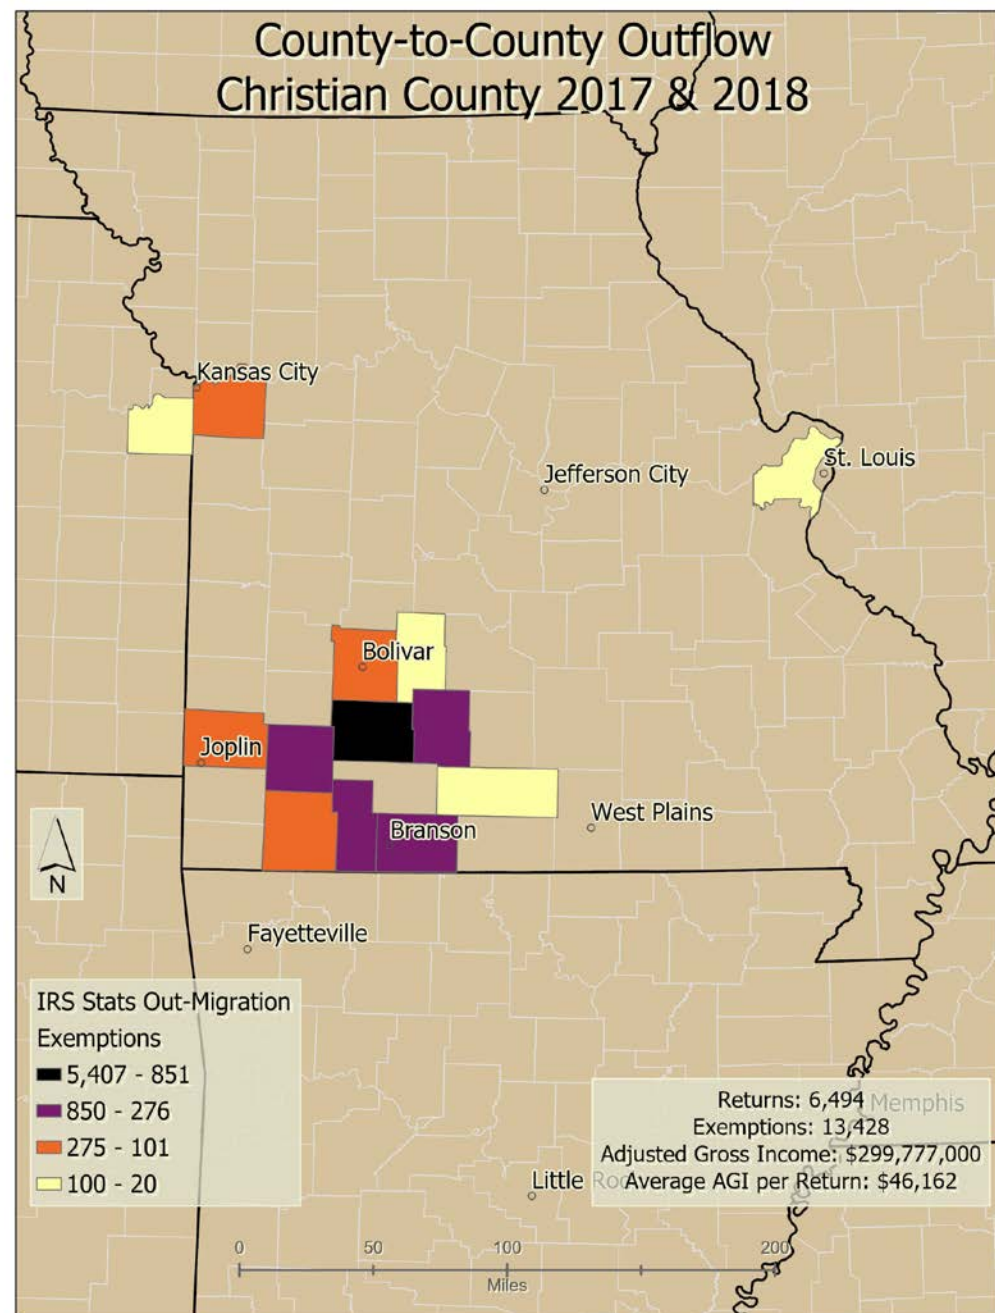 County-to-County Outflow
Christian County 2017 & 2018
Kansas City
St. Louis
Jefferson City
Bolivar
Joplin
West Plains
Branson
N
Fayetteville
IRS Stats Out-Migration
Exemptions
5,407 - 851
850 - 276
275 - 101
100 - 20
Returns: 6,494
Memphis
Exemptions: 13,428
Adjusted Gross Income: $299,777,000
Average AGI per Return: $46,162
Little Rock
0 50 100 200
Miles